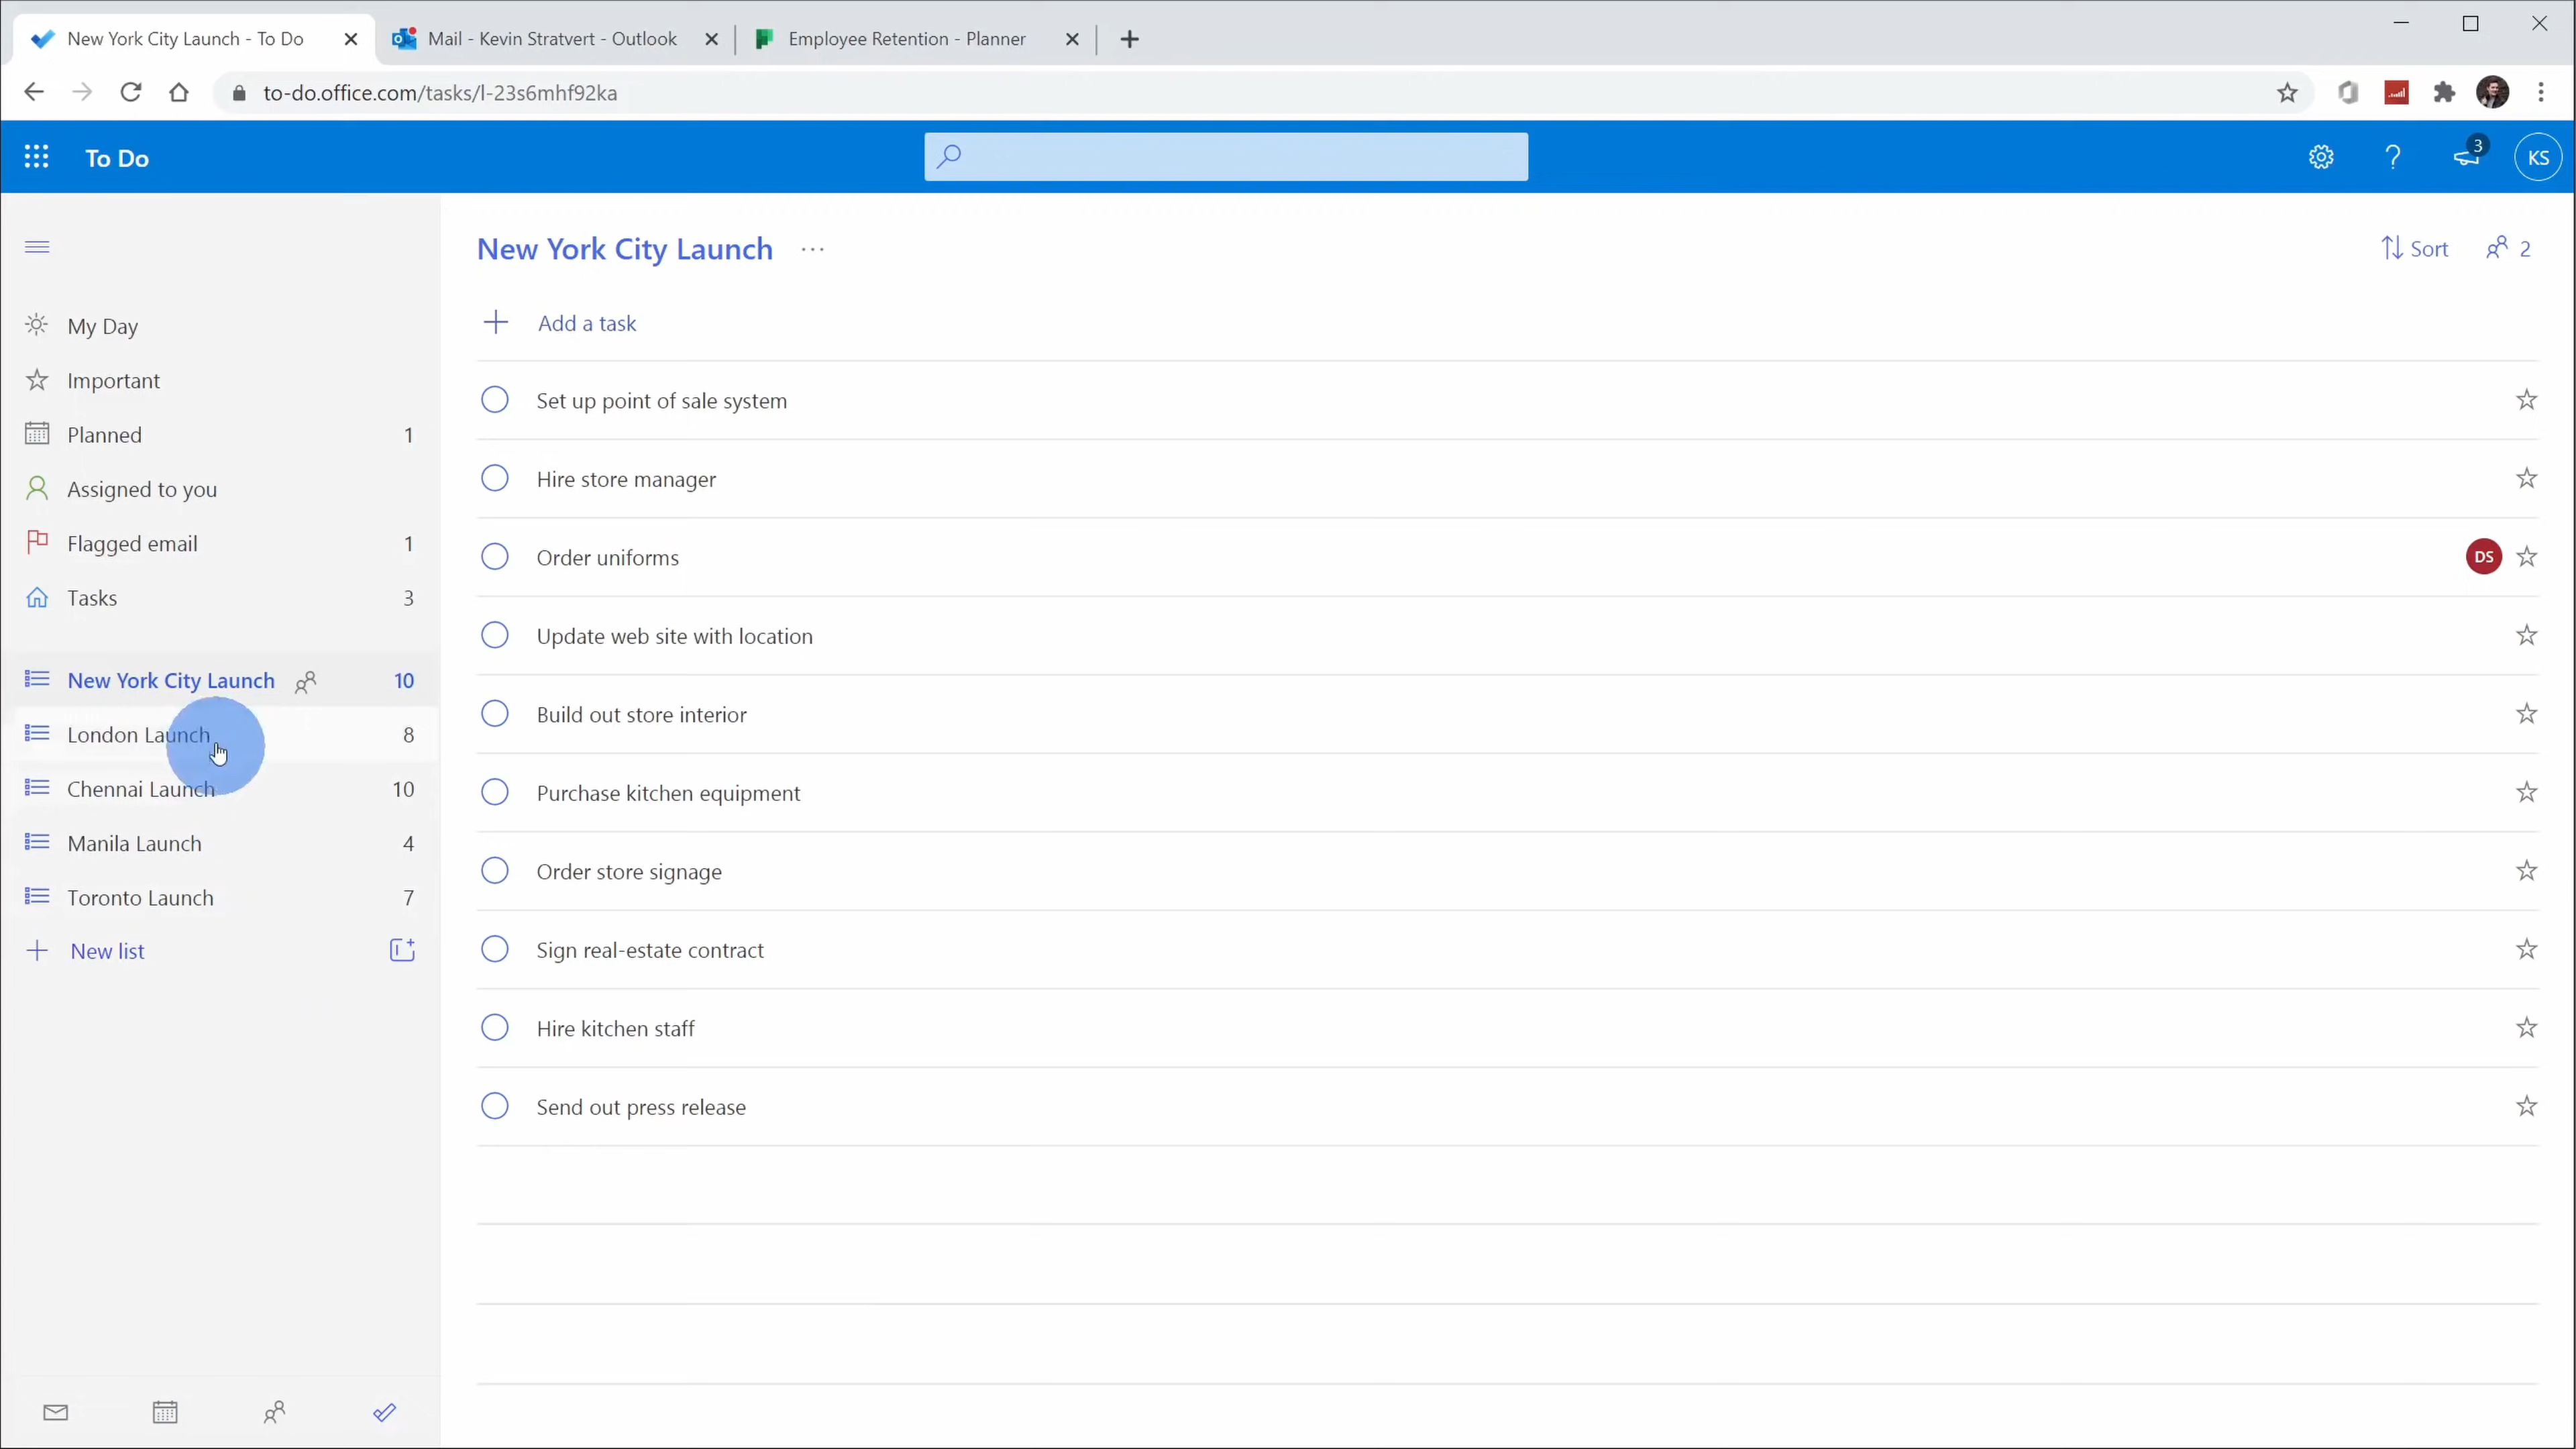 New York City Launch - To Do
Mail - Kevin Stratvert - Outlook
Employee Retention - Planner
to-do.office.com/tasks/l-23s6mhf92ka
To Do
3
KS
New York City Launch
Sort
2
My Day
Important
Planned 1
Assigned to you
Flagged email 1
Tasks 3
New York City Launch 10
London Launch 8
Chennai Launch 10
Manila Launch 4
Toronto Launch 7
New list
Add a task
Set up point of sale system
Hire store manager
Order uniforms
DS
Update web site with location
Build out store interior
Purchase kitchen equipment
Order store signage
Sign real-estate contract
Hire kitchen staff
Send out press release